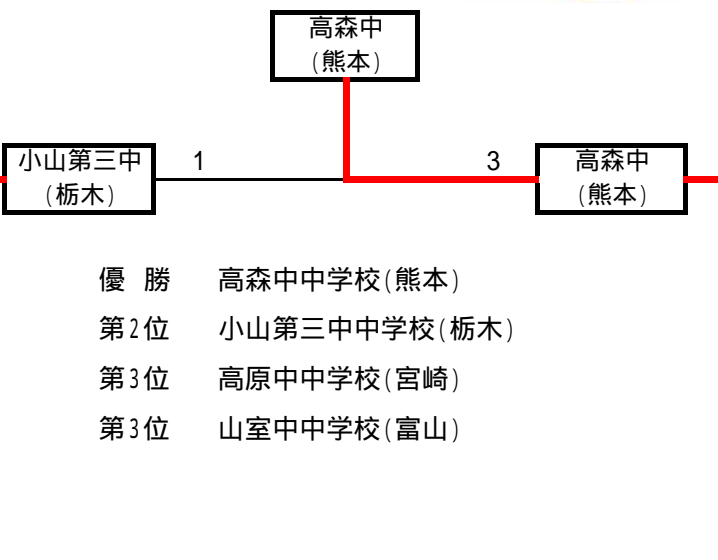 高森中
(熊本)
小山第三中
(栃木)
1
3
高森中
(熊本)
優 勝 高森中中学校(熊本)
第2位 小山第三中中学校(栃木)
第3位 高原中中学校(宮崎)
第3位 山室中中学校(富山)